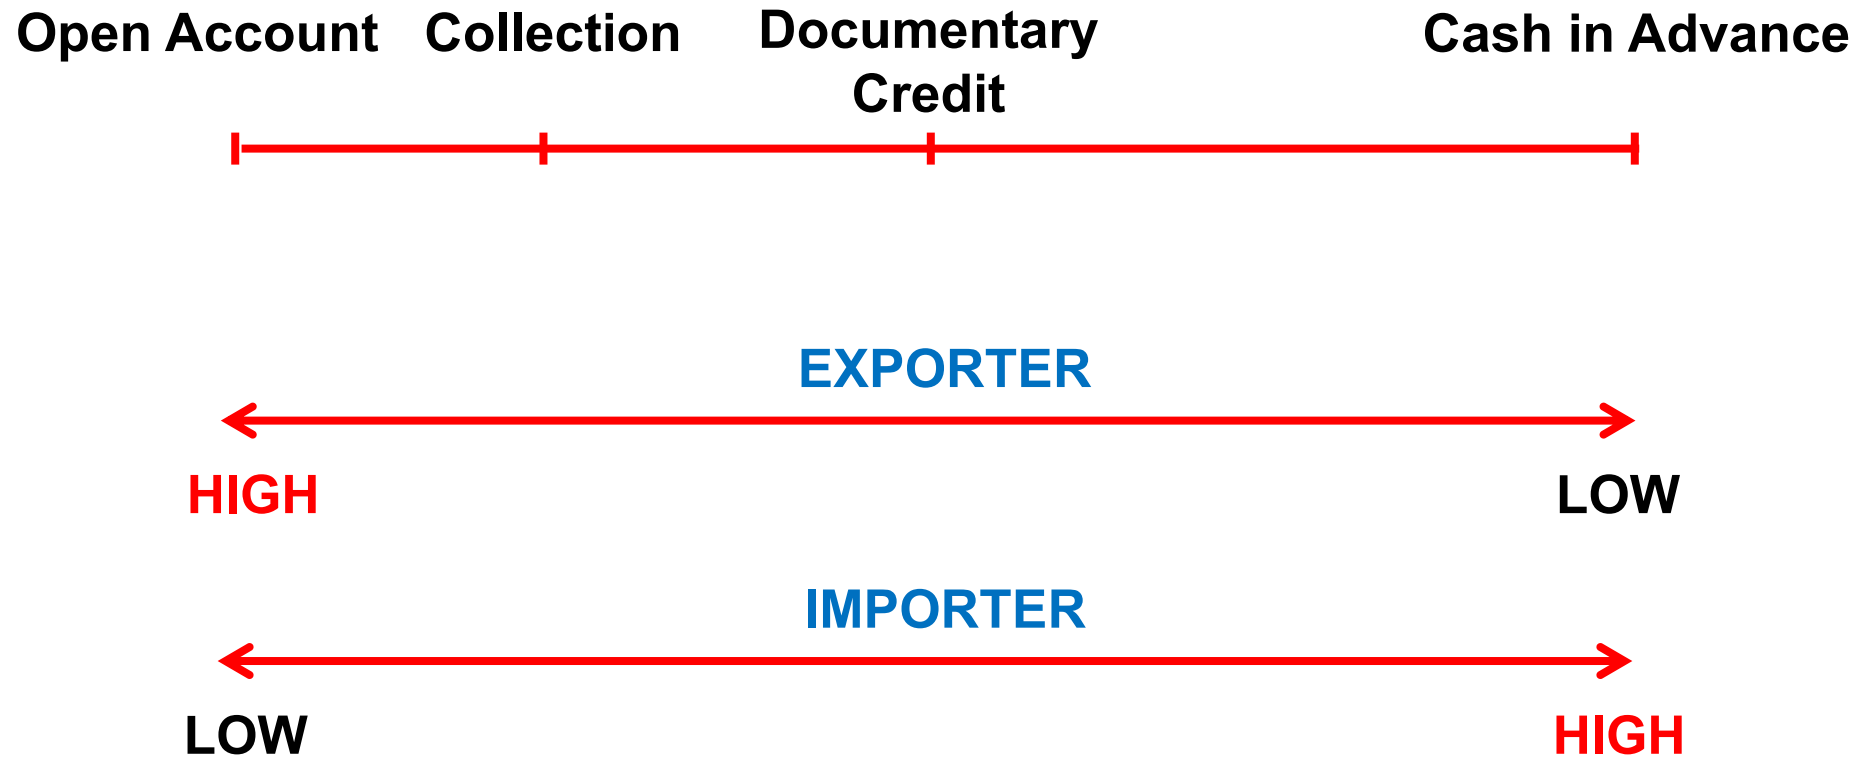 Open Account
Collection
Documentary
Credit
Cash in Advance
EXPORTER
HIGH
LOW
IMPORTER
LOW
HIGH